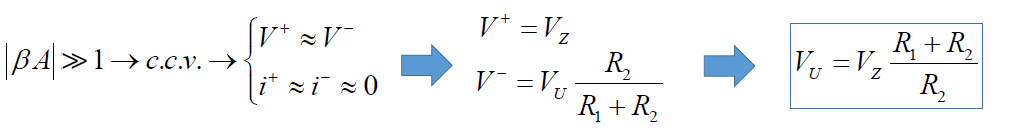 |βA| ≫ 1 → c.c.v. → { V⁺ ≈ V⁻
i⁺ ≈ i⁻ ≈ 0
V⁺ = V_Z
V⁻ = V_U R₂ / (R₁ + R₂)
V_U = V_Z (R₁ + R₂) / R₂